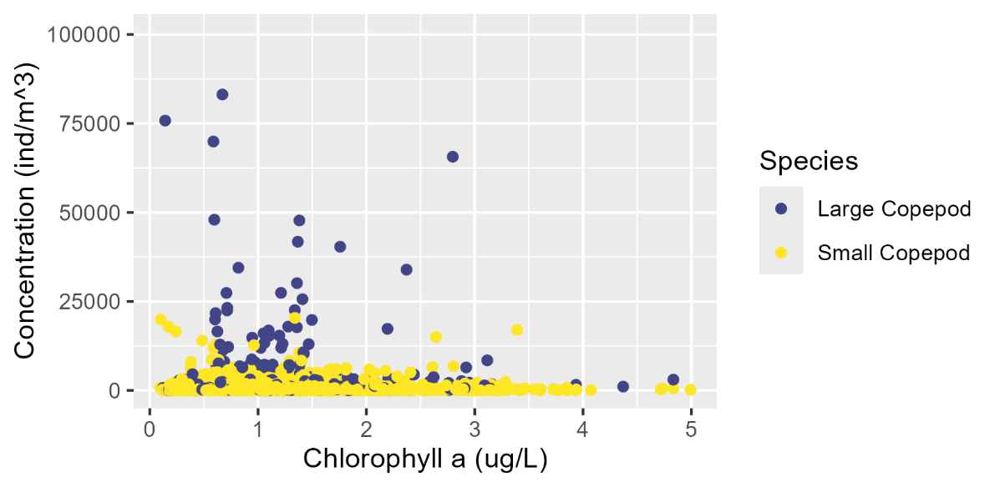 100000
75000
50000
25000
0
Concentration (ind/m^3)
0 1 2 3 4 5
Chlorophyll a (ug/L)
Species
Large Copepod
Small Copepod